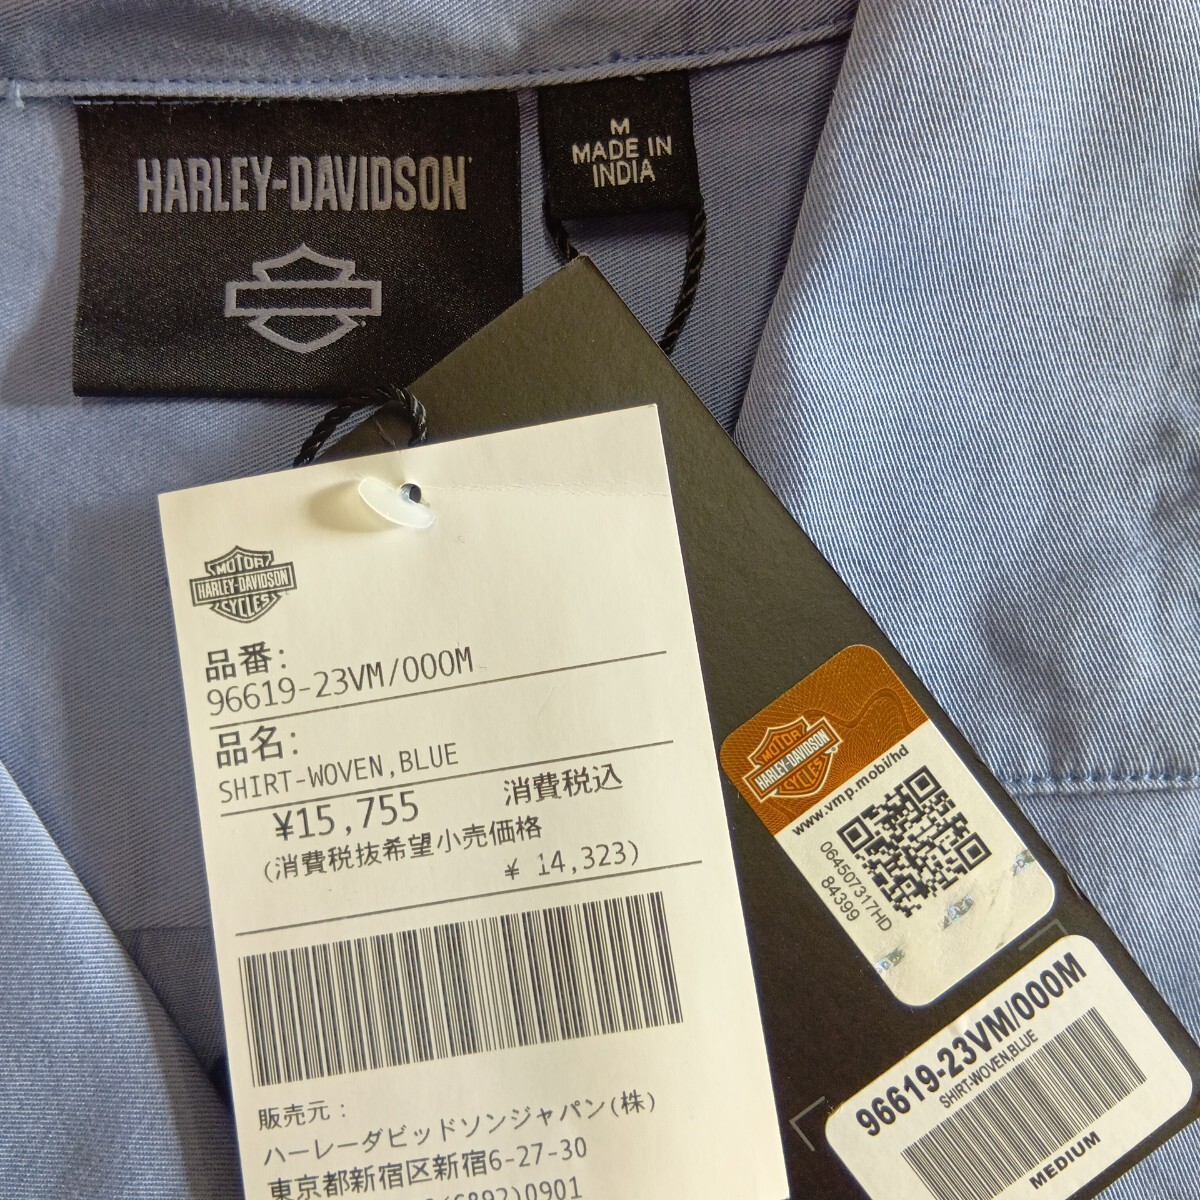 HARLEY-DAVIDSON
M
MADE IN
INDIA
MOTOR
HARLEY-DAVIDSON
CYCLES
品番:
96619-23VM/000M
品名:
SHIRT-WOVEN,BLUE
¥15,755 消費税込
(消費税抜希望小売価格
¥ 14,323)
販売元:
ハーレーダビッドソンジャパン(株)
東京都新宿区新宿6-27-30
(6892)0901
MOTOR
HARLEY-DAVIDSON
CYCLES
www.vmp.mobi/hd
064507317HD
84399
96619-23VM/000M
SHIRT-WOVEN,BLUE
MEDIUM